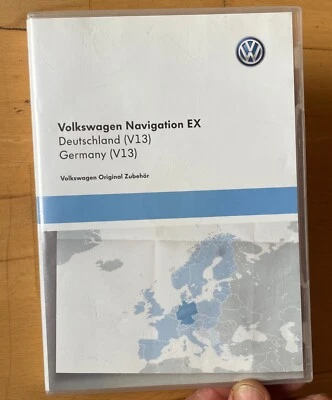 Volkswagen Navigation EX
Deutschland (V13)
Germany (V13)
Volkswagen Original Zubehör